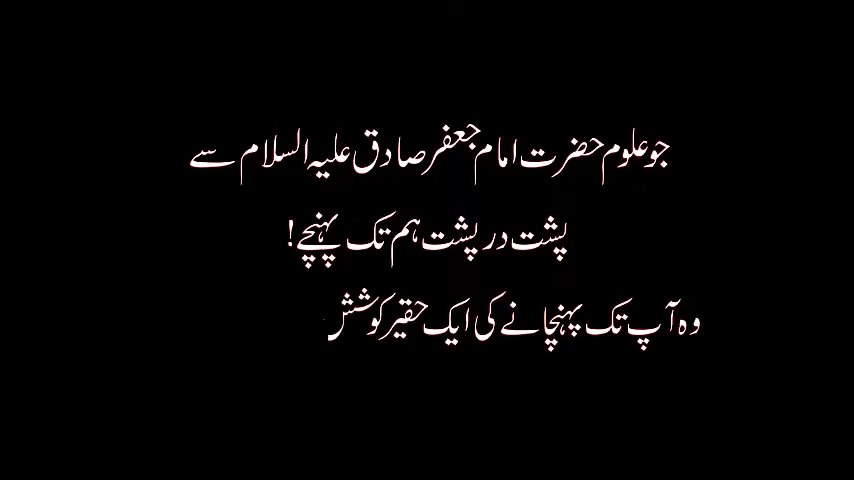 جو علوم حضرت امام جعفر صادق علیہ السلام سے
پشت در پشت ہم تک پہنچے!
وہ آپ تک پہنچانے کی ایک حقیر کوشش